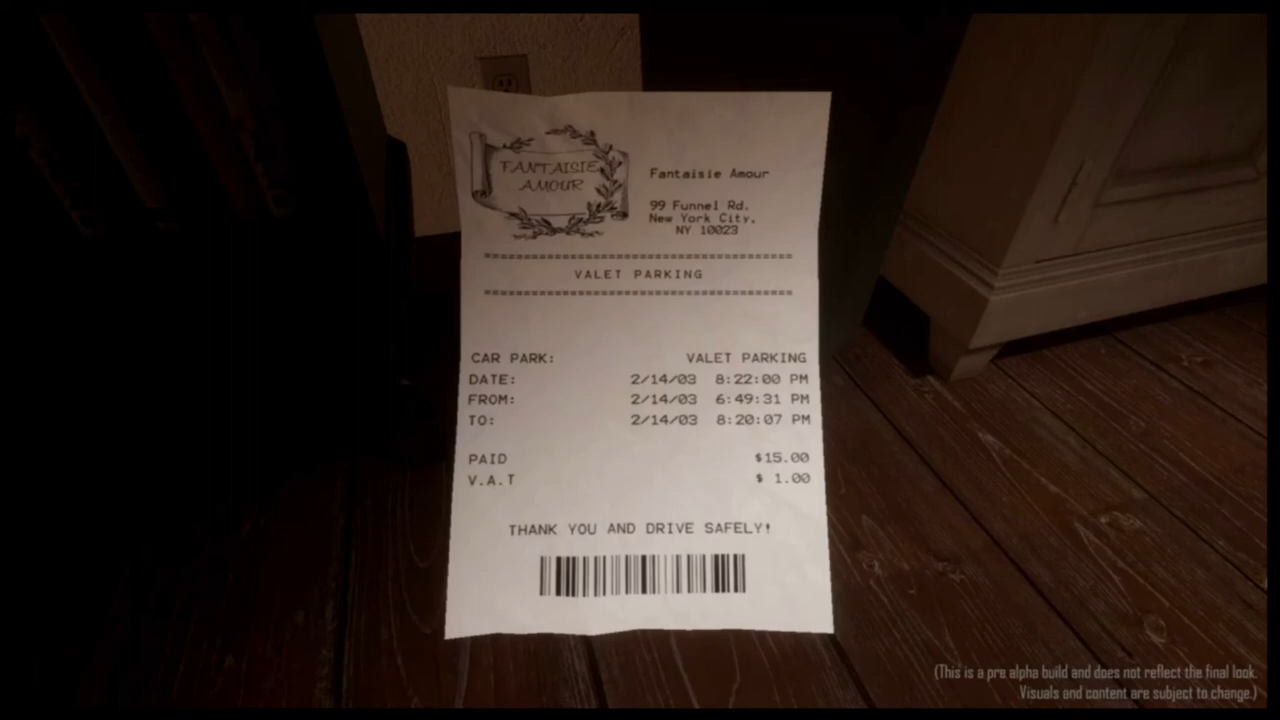 FANTAISIE
AMOUR
Fantaisie Amour
99 Funnel Rd.
New York City,
NY 10023
=======================================
VALET PARKING
=======================================
CAR PARK: VALET PARKING
DATE: 2/14/03 8:22:00 PM
FROM: 2/14/03 6:49:31 PM
TO: 2/14/03 8:20:07 PM
PAID $15.00
V.A.T $ 1.00
THANK YOU AND DRIVE SAFELY!
(This is a pre alpha build and does not reflect the final look.
Visuals and content are subject to change.)